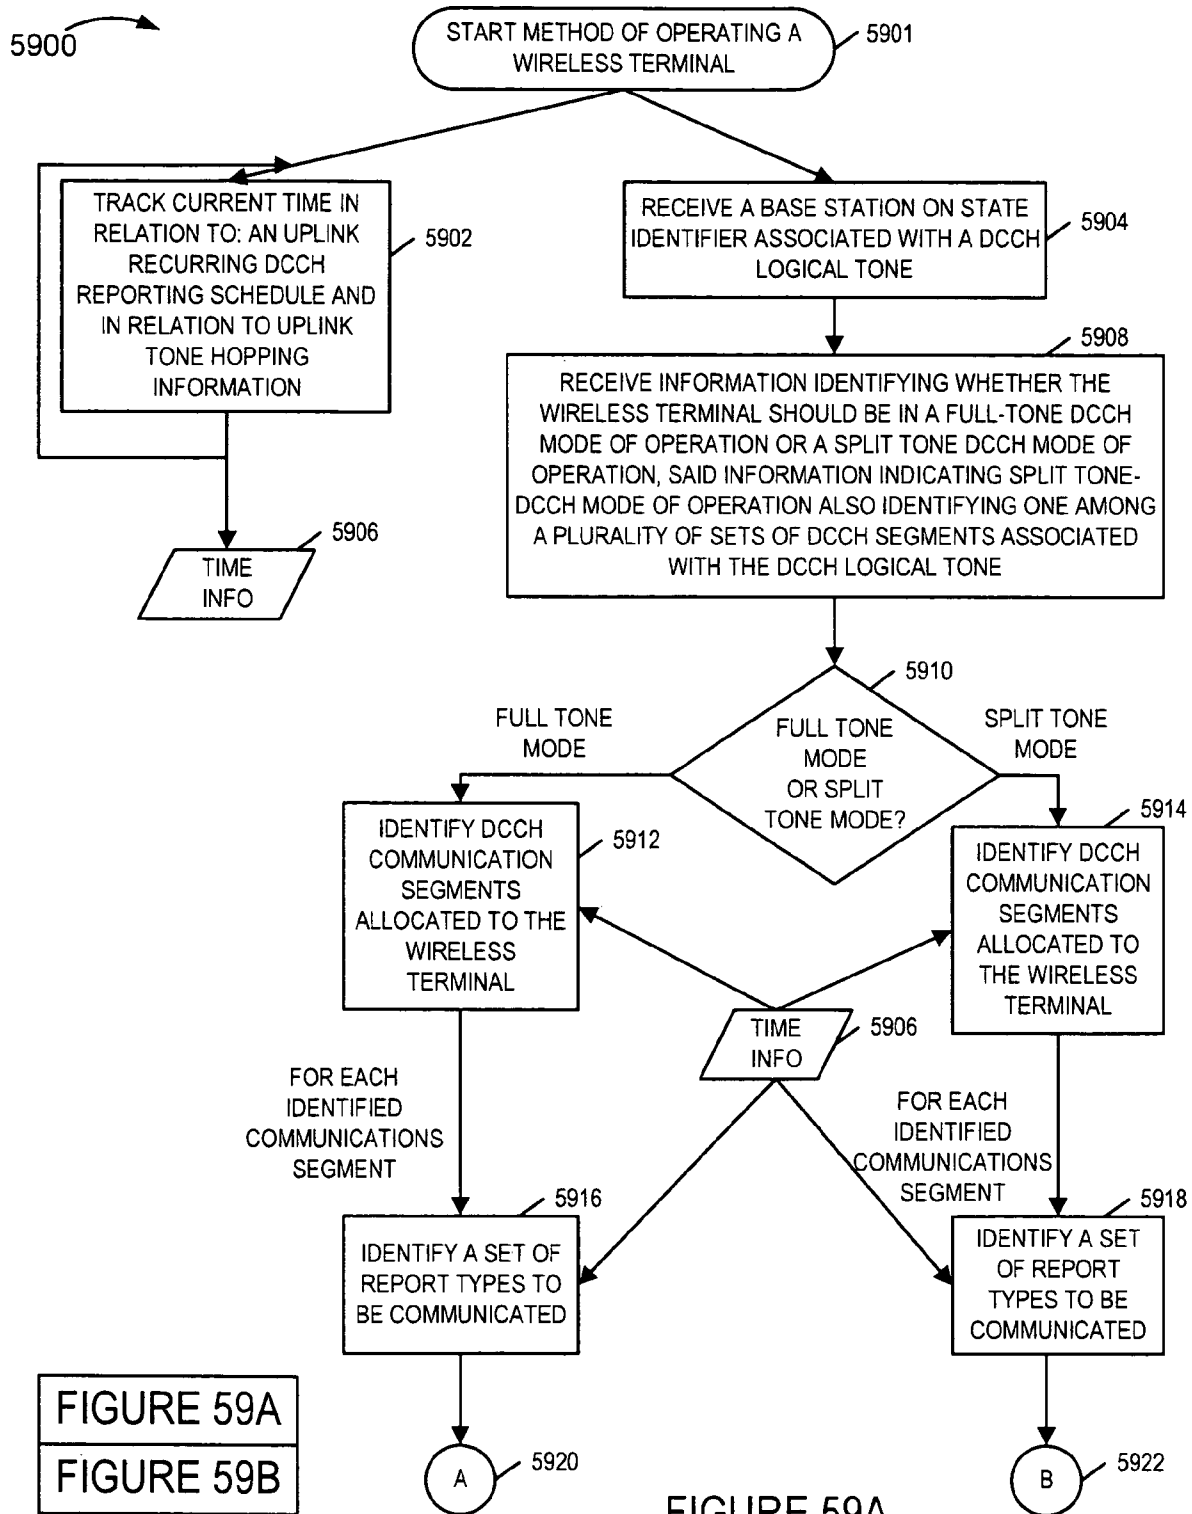 5900
START METHOD OF OPERATING A
WIRELESS TERMINAL
5901
TRACK CURRENT TIME IN
RELATION TO: AN UPLINK
RECURRING DCCH
REPORTING SCHEDULE AND
IN RELATION TO UPLINK
TONE HOPPING
INFORMATION
5902
RECEIVE A BASE STATION ON STATE
IDENTIFIER ASSOCIATED WITH A DCCH
LOGICAL TONE
5904
TIME
INFO
5906
5908
RECEIVE INFORMATION IDENTIFYING WHETHER THE
WIRELESS TERMINAL SHOULD BE IN A FULL-TONE DCCH
MODE OF OPERATION OR A SPLIT TONE DCCH MODE OF
OPERATION, SAID INFORMATION INDICATING SPLIT TONE-
DCCH MODE OF OPERATION ALSO IDENTIFYING ONE AMONG
A PLURALITY OF SETS OF DCCH SEGMENTS ASSOCIATED
WITH THE DCCH LOGICAL TONE
5910
FULL TONE
MODE
FULL TONE
MODE
OR SPLIT
TONE MODE?
SPLIT TONE
MODE
IDENTIFY DCCH
COMMUNICATION
SEGMENTS
ALLOCATED TO THE
WIRELESS
TERMINAL
5912
5914
IDENTIFY DCCH
COMMUNICATION
SEGMENTS
ALLOCATED TO
THE WIRELESS
TERMINAL
TIME
INFO
5906
FOR EACH
IDENTIFIED
COMMUNICATIONS
SEGMENT
FOR EACH
IDENTIFIED
COMMUNICATIONS
SEGMENT
5916
IDENTIFY A SET OF
REPORT TYPES TO
BE COMMUNICATED
5918
IDENTIFY A SET
OF REPORT
TYPES TO BE
COMMUNICATED
FIGURE 59A
FIGURE 59B
A
5920
B
5922
FIGURE 59A